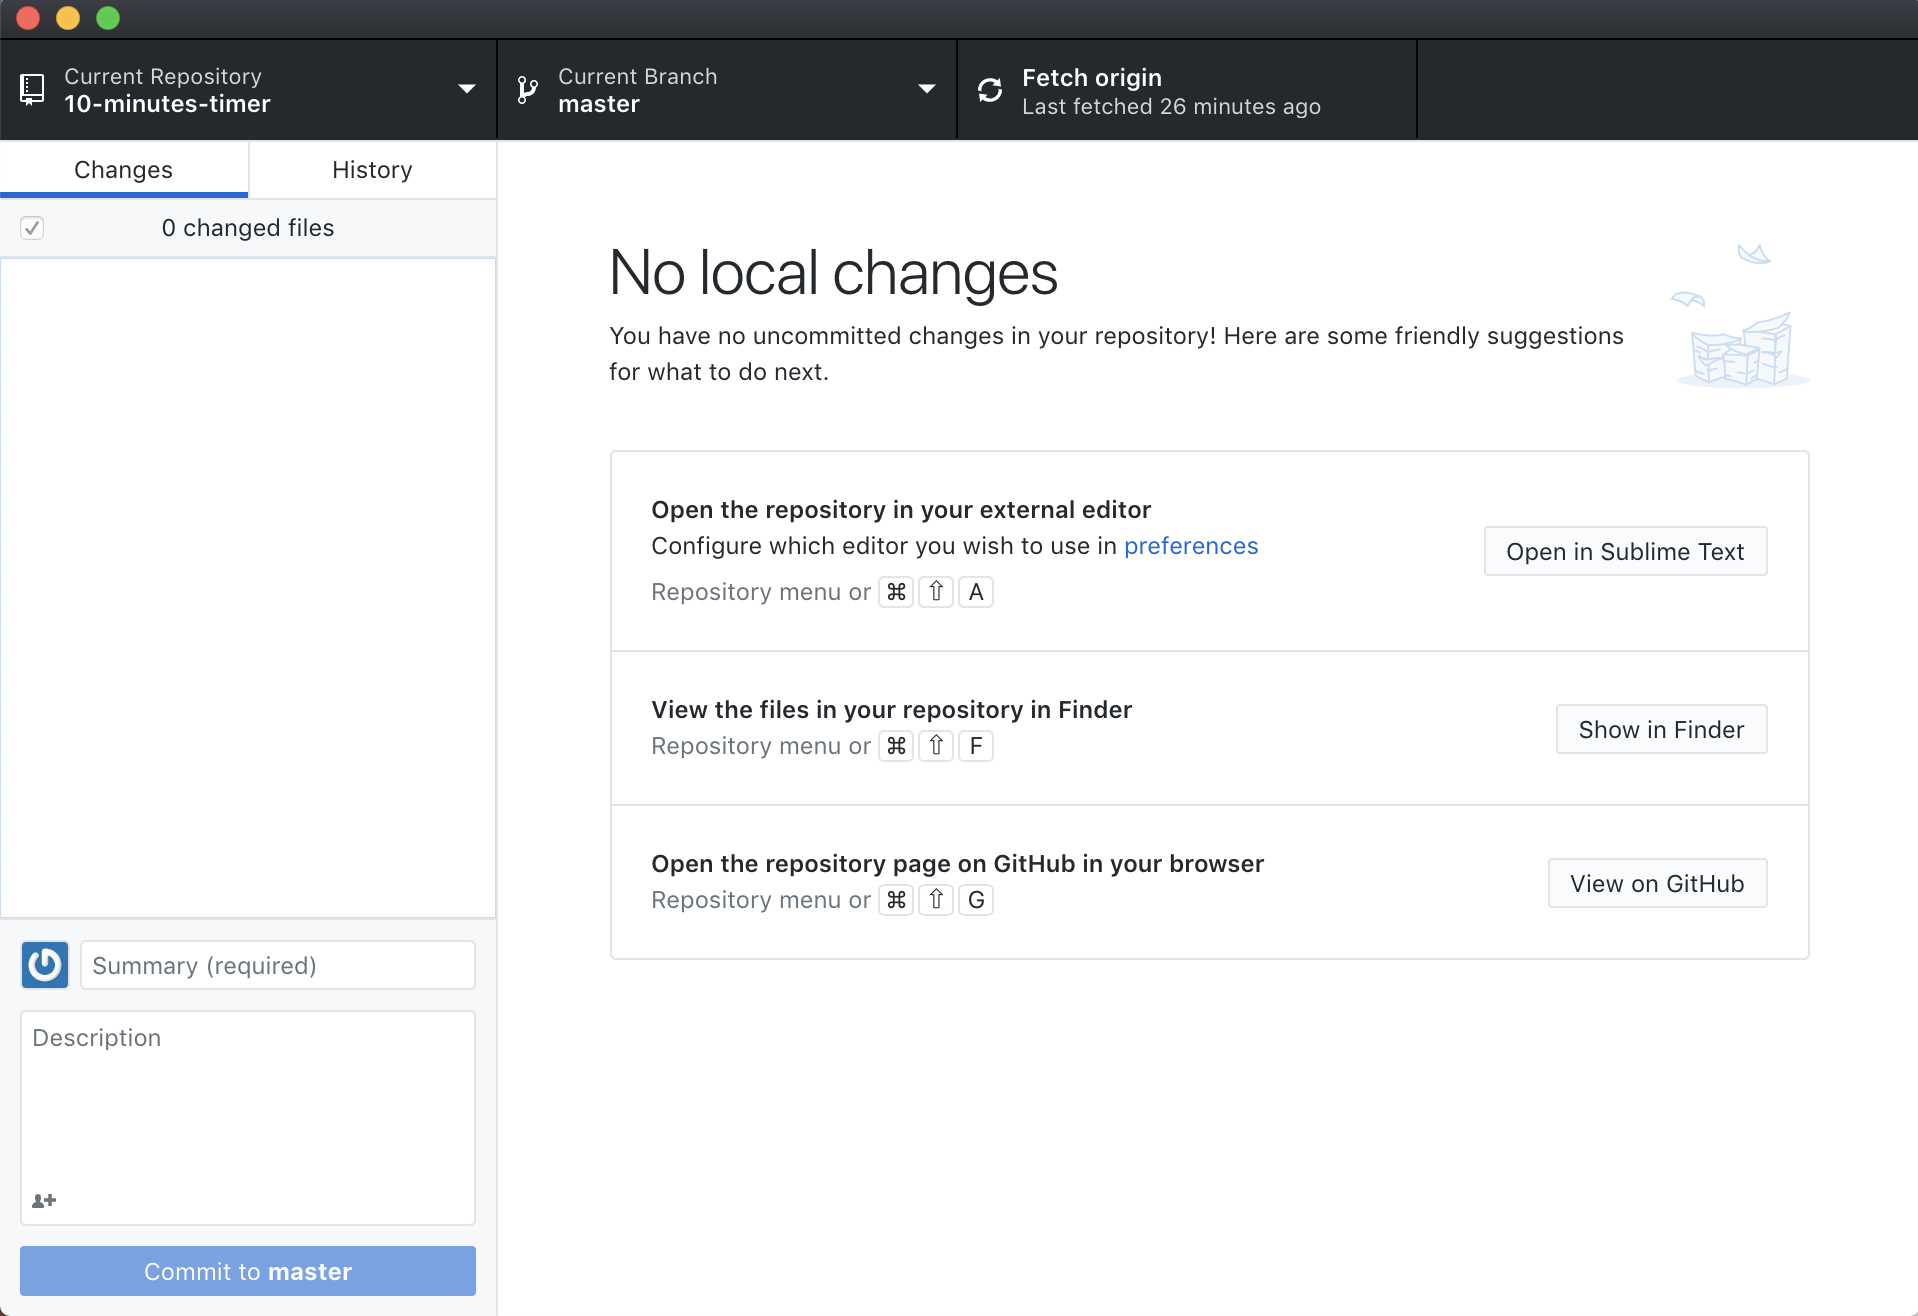 Current Repository
10-minutes-timer
Current Branch
master
Fetch origin
Last fetched 26 minutes ago
Changes
History
0 changed files
No local changes
You have no uncommitted changes in your repository! Here are some friendly suggestions
for what to do next.
Open the repository in your external editor
Configure which editor you wish to use in preferences
Repository menu or ⌘ ⇧ A
Open in Sublime Text
View the files in your repository in Finder
Repository menu or ⌘ ⇧ F
Show in Finder
Open the repository page on GitHub in your browser
Repository menu or ⌘ ⇧ G
View on GitHub
Summary (required)
Description
Commit to master